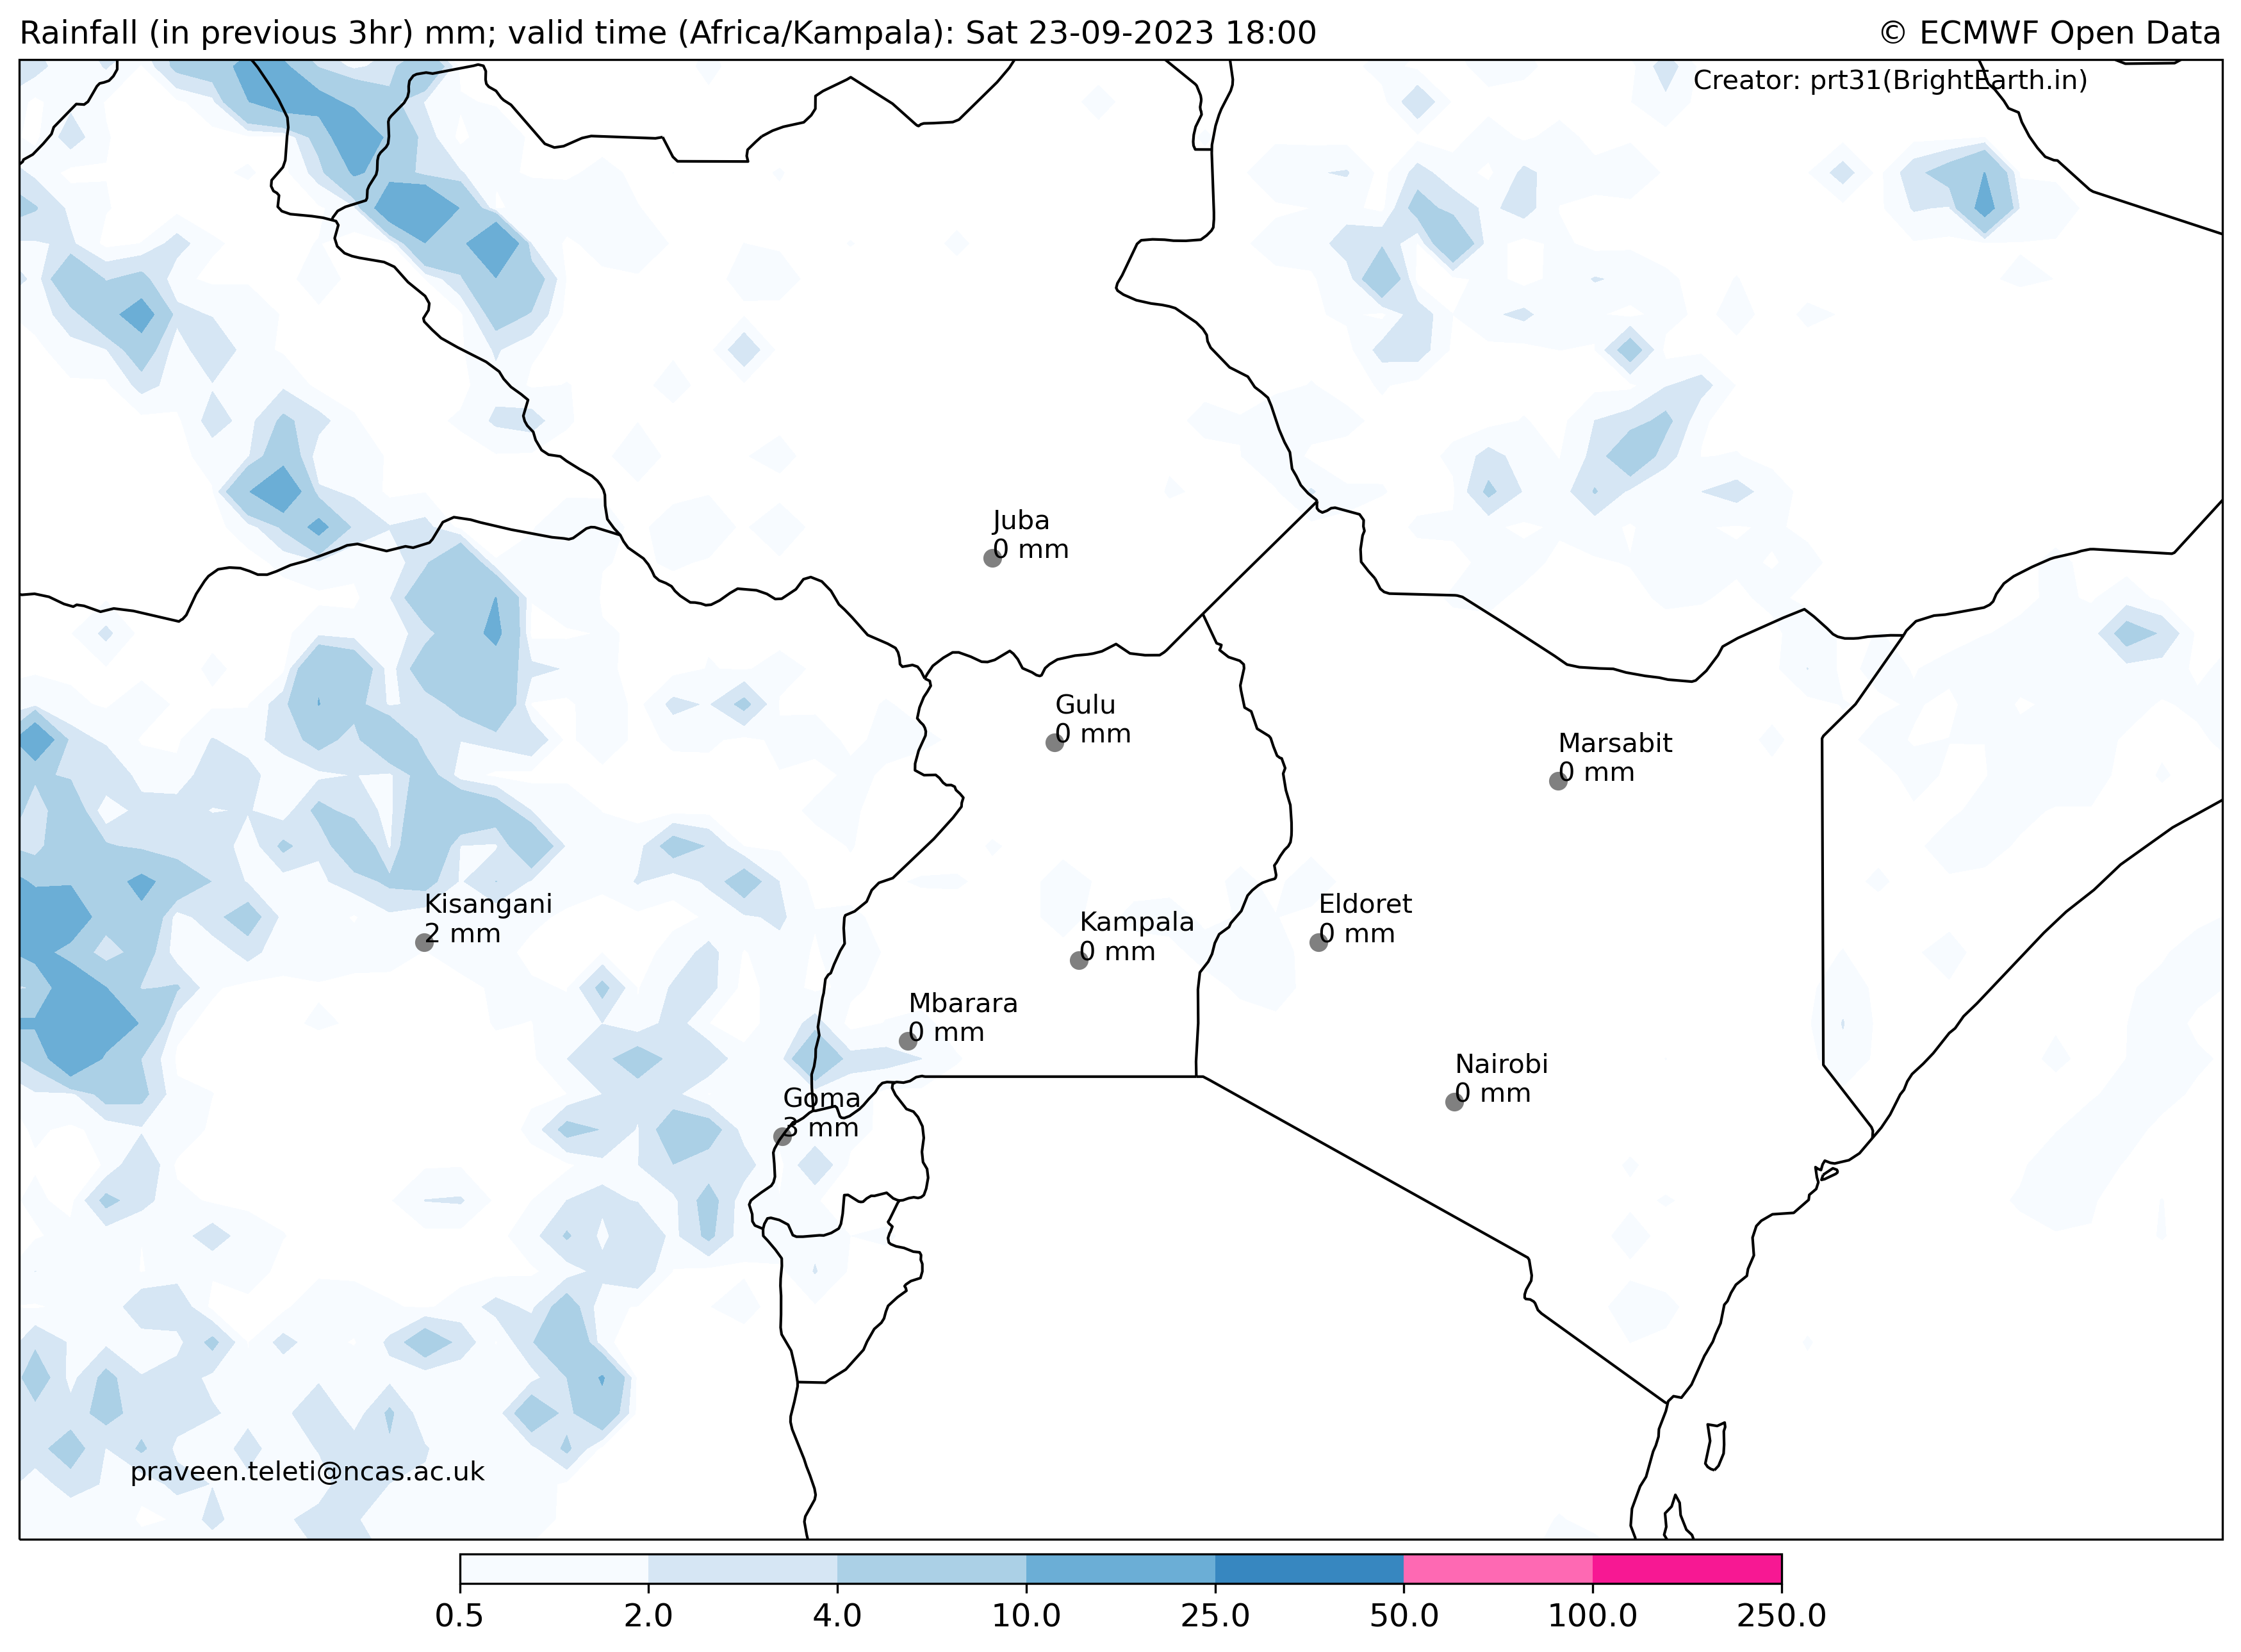 Rainfall (in previous 3hr) mm; valid time (Africa/Kampala): Sat 23-09-2023 18:00
© ECMWF Open Data
Creator: prt31(BrightEarth.in)
Juba
0 mm
Gulu
0 mm
Marsabit
0 mm
Kisangani
2 mm
Eldoret
0 mm
Kampala
0 mm
Mbarara
0 mm
Nairobi
0 mm
Goma
3 mm
praveen.teleti@ncas.ac.uk
0.5 2.0 4.0 10.0 25.0 50.0 100.0 250.0